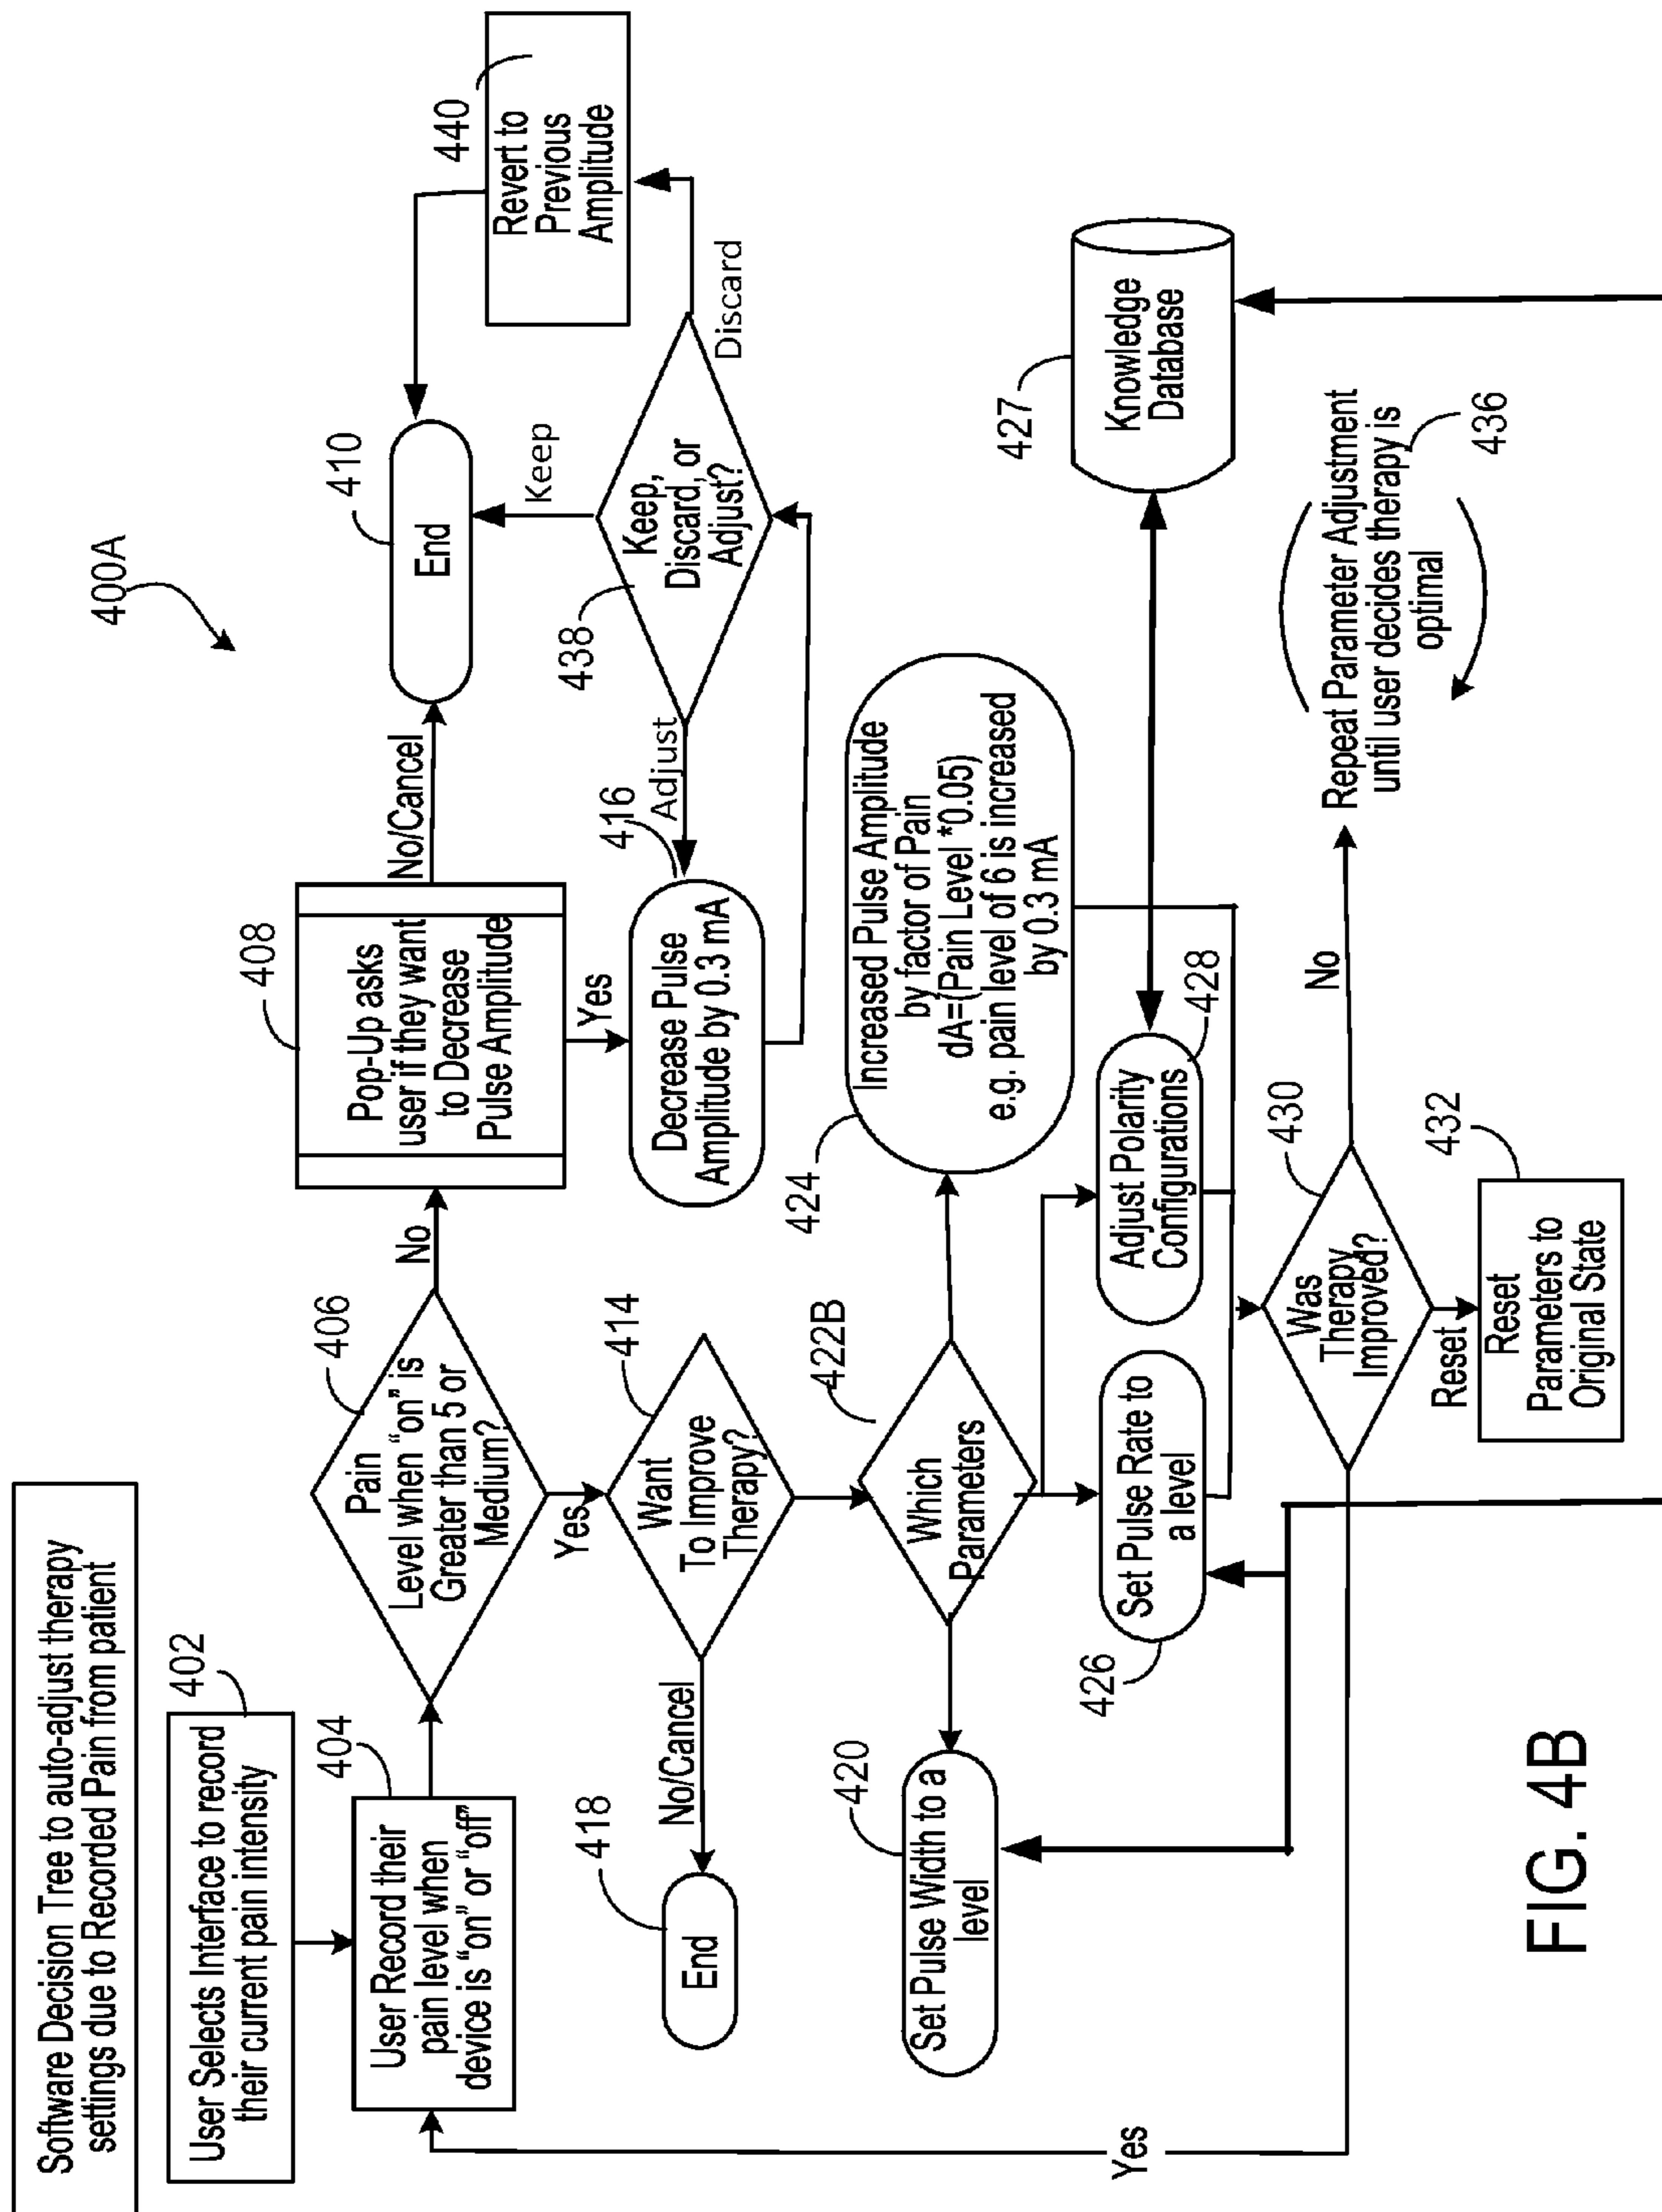 Software Decision Tree to auto-adjust therapy
settings due to Recorded Pain from patient
400A
402
User Selects Interface to record
their current pain intensity
404
User Record their
pain level when
device is “on” or “off”
406
Pain
Level when “on” is
Greater than 5 or
Medium?
No
Yes
408
Pop-Up asks
user if they want
to Decrease
Pulse Amplitude
No/Cancel
Yes
410
End
440
Revert to
Previous
Amplitude
414
Want
To Improve
Therapy?
No/Cancel
418
End
416
Decrease Pulse
Amplitude by 0.3 mA
Adjust
438
Keep,
Discard, or
Adjust?
Keep
Discard
422B
Which
Parameters
420
Set Pulse Width to a
level
424
Increased Pulse Amplitude
by factor of Pain
dA=(Pain Level *0.05)
e.g. pain level of 6 is increased
by 0.3 mA
426
Set Pulse Rate to
a level
428
Adjust Polarity
Configurations
427
Knowledge
Database
430
Was
Therapy
Improved?
Yes
No
Reset
432
Reset
Parameters to
Original State
Repeat Parameter Adjustment
until user decides therapy is
optimal
436
FIG. 4B